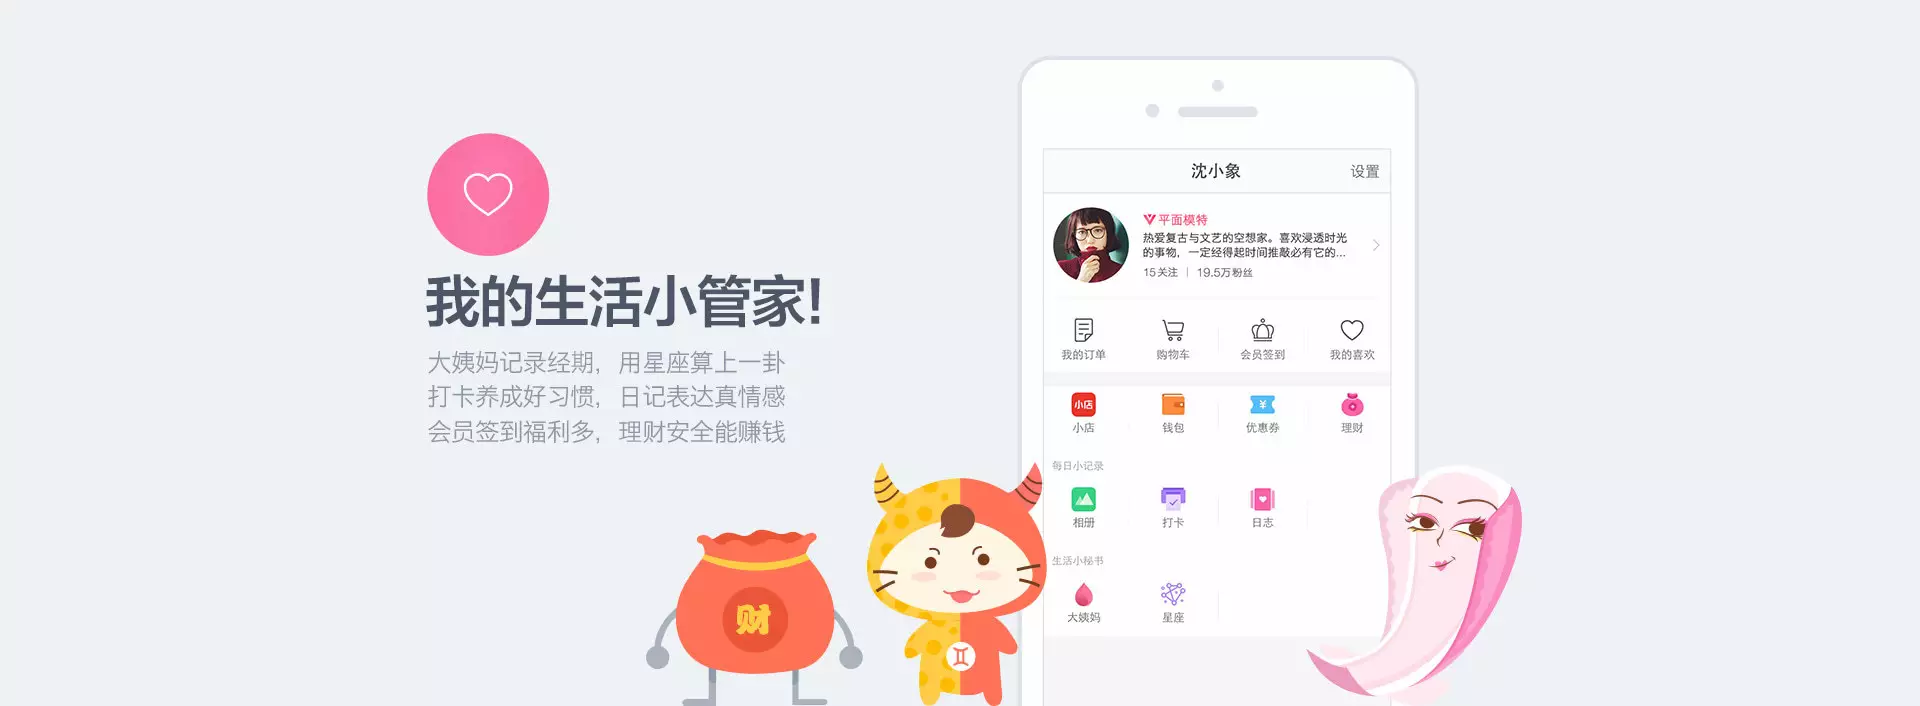 我的生活小管家!
大姨妈记录经期，用星座算上一卦
打卡养成好习惯，日记表达真情感
会员签到福利多，理财安全能赚钱
财
沈小象
设置
平面模特
热爱复古与文艺的空想家。喜欢浸透时光
的事物，一定经得起时间推敲必有它的...
15关注 | 19.5万粉丝
我的订单 购物车 会员签到 我的喜欢
小店
小店 钱包 优惠券 理财
每日小记录
相册 打卡 日志
生活小秘书
大姨妈 星座